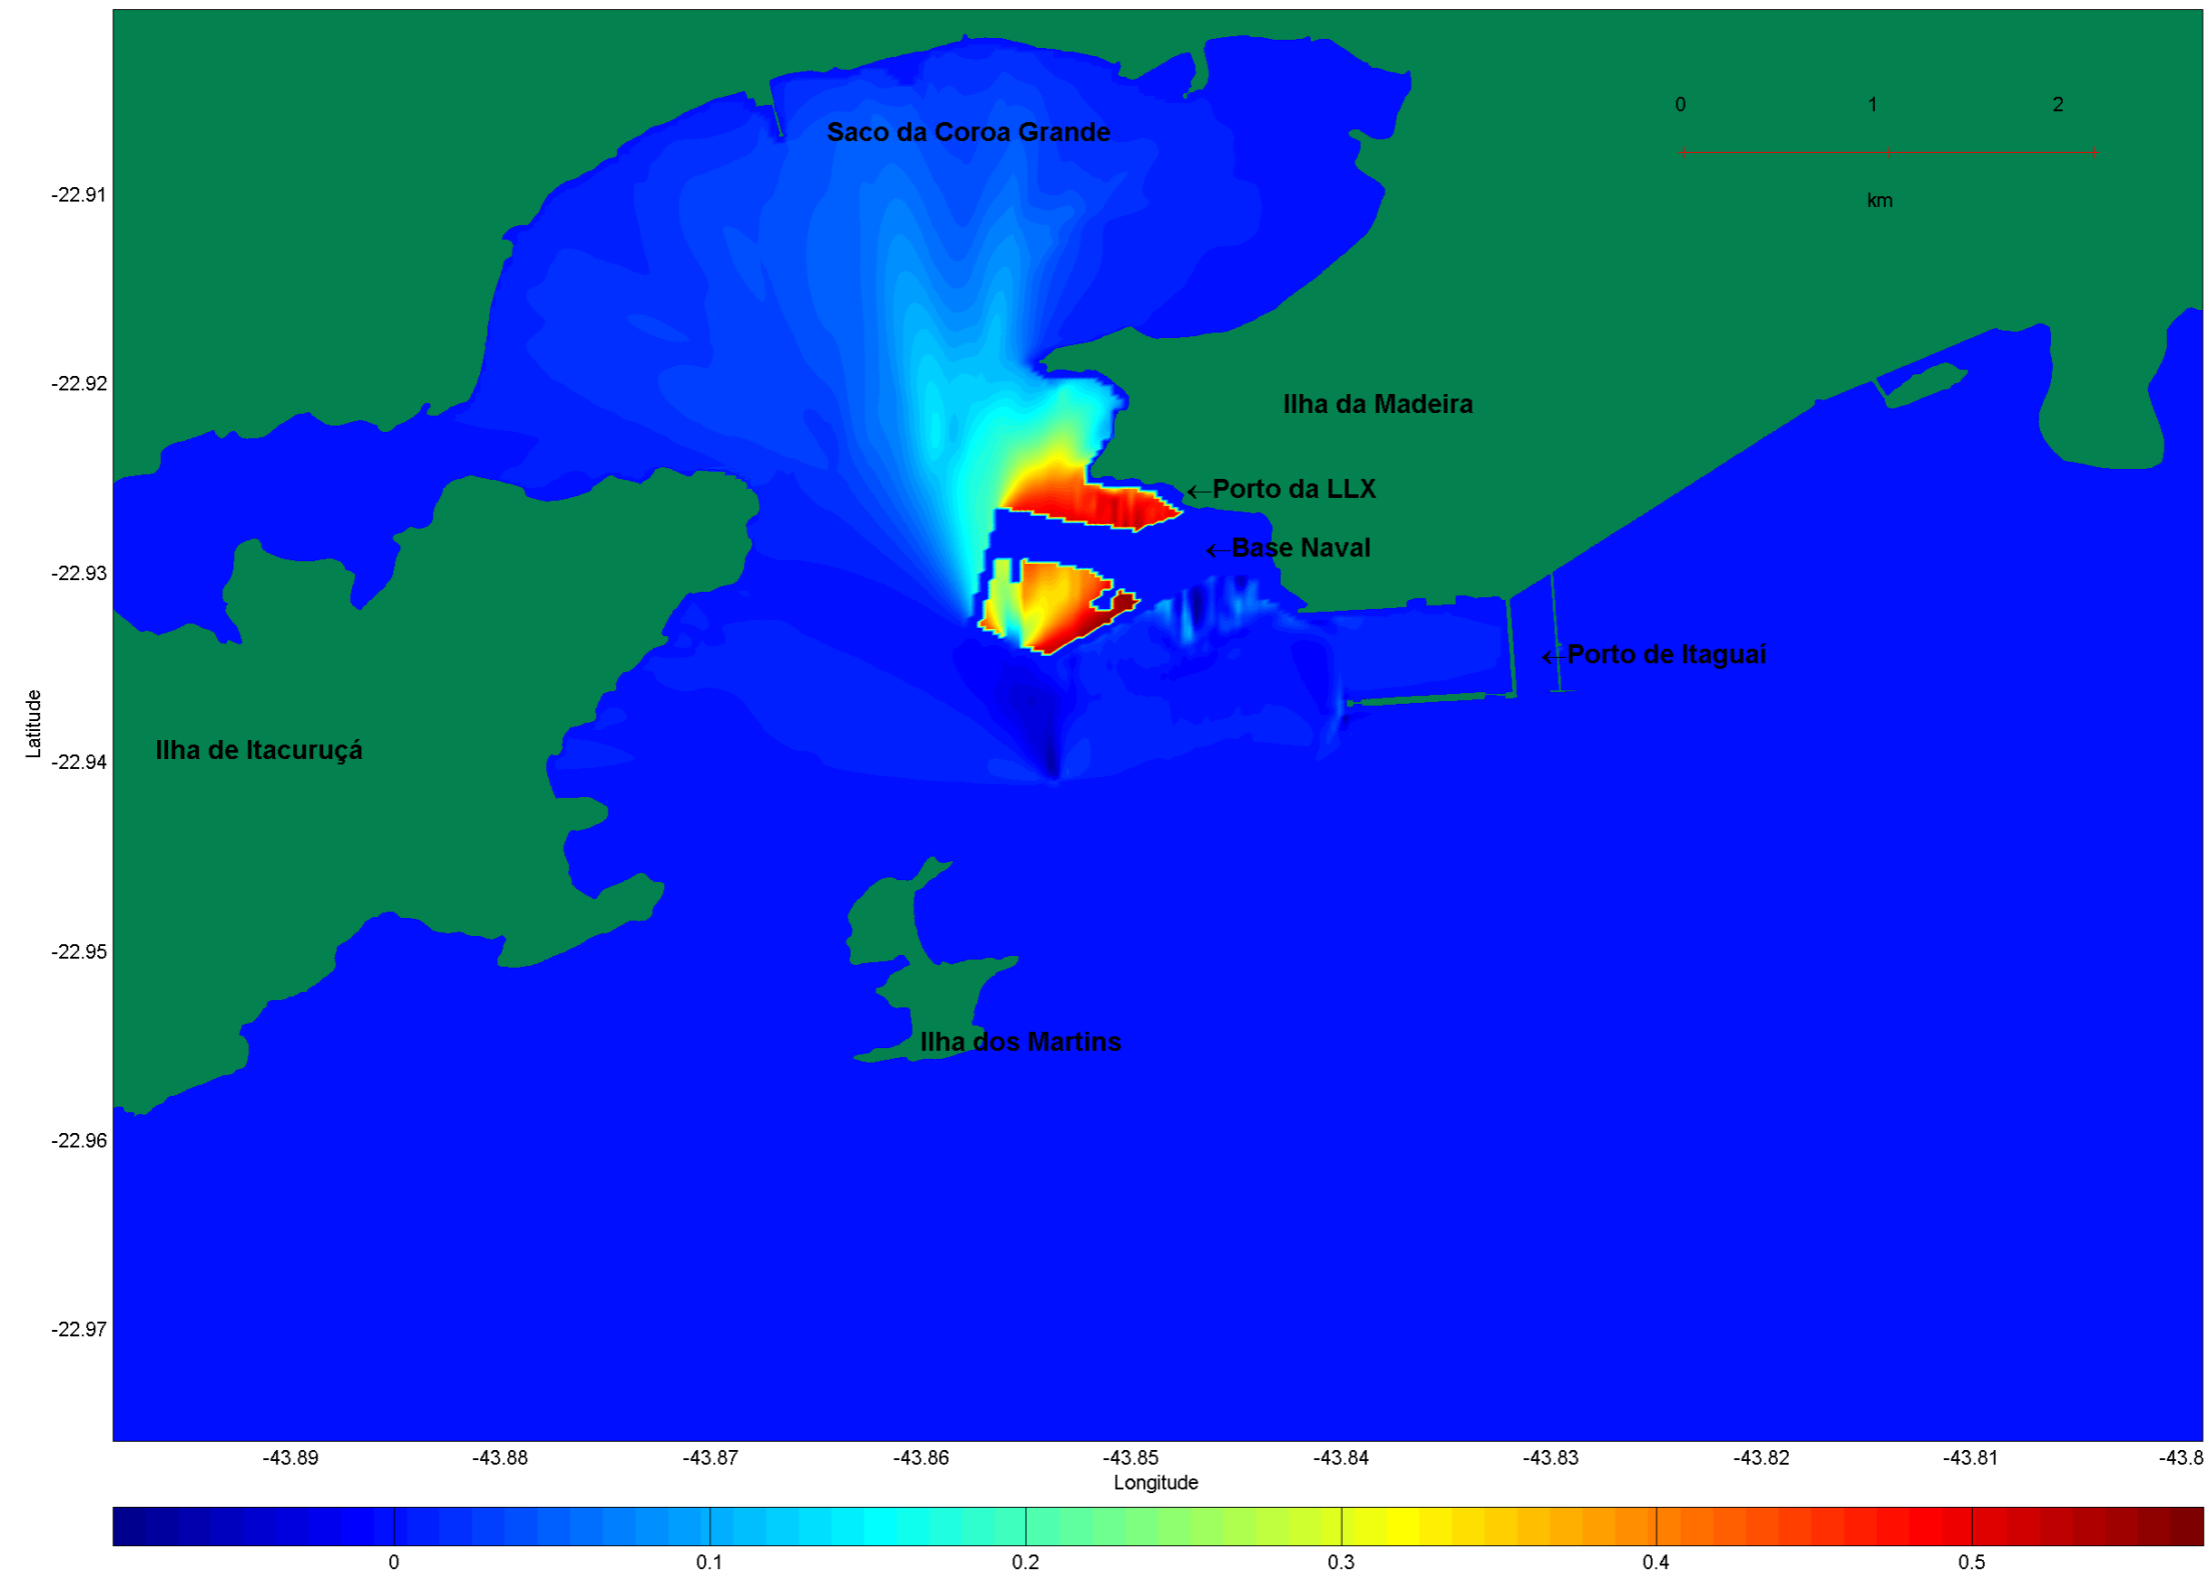 0 1 2
Saco da Coroa Grande
-22.91
km
-22.92
Ilha da Madeira
←Porto da LLX
←Base Naval
-22.93
←Porto de Itaguaí
Latitude
Ilha de Itacuruçá
-22.94
-22.95
Ilha dos Martins
-22.96
-22.97
-43.89 -43.88 -43.87 -43.86 -43.85 -43.84 -43.83 -43.82 -43.81 -43.8
Longitude
0 0.1 0.2 0.3 0.4 0.5